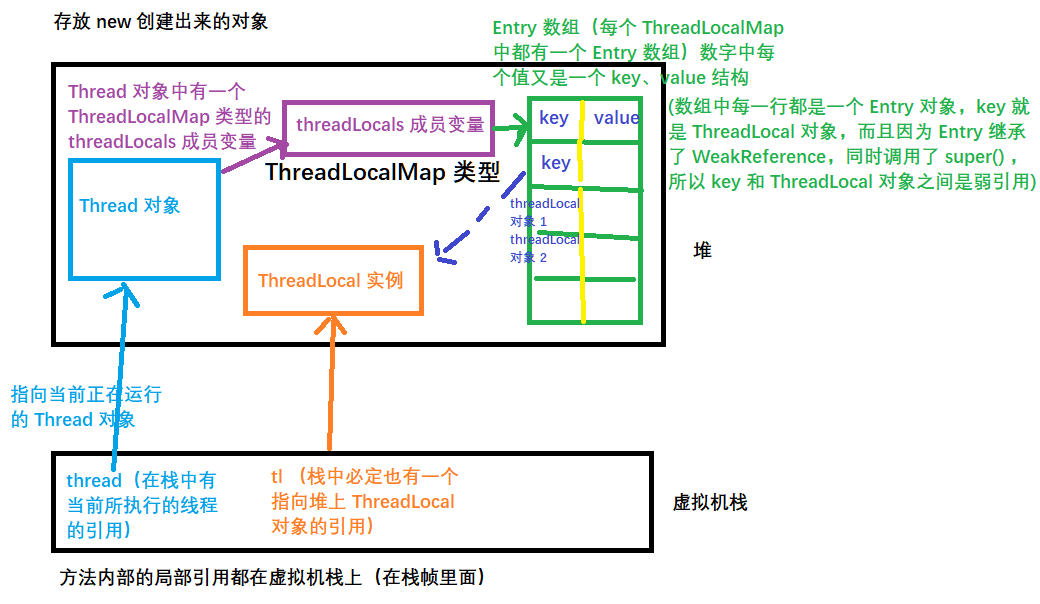 存放 new 创建出来的对象
Entry 数组（每个 ThreadLocalMap
中都有一个 Entry 数组）数字中每
个值又是一个 key、value 结构
Thread 对象中有一个
ThreadLocalMap 类型的
threadLocals 成员变量
threadLocals 成员变量
ThreadLocalMap 类型
key
value
key
(数组中每一行都是一个 Entry 对象，key 就
是 ThreadLocal 对象，而且因为 Entry 继承
了 WeakReference，同时调用了 super() ，
所以 key 和 ThreadLocal 对象之间是弱引用)
Thread 对象
threadLocal
对象 1
threadLocal
对象 2
堆
ThreadLocal 实例
指向当前正在运行
的 Thread 对象
thread（在栈中有
当前所执行的线程
的引用）
tl （栈中必定也有一个
指向堆上 ThreadLocal
对象的引用）
虚拟机栈
方法内部的局部引用都在虚拟机栈上（在栈帧里面）